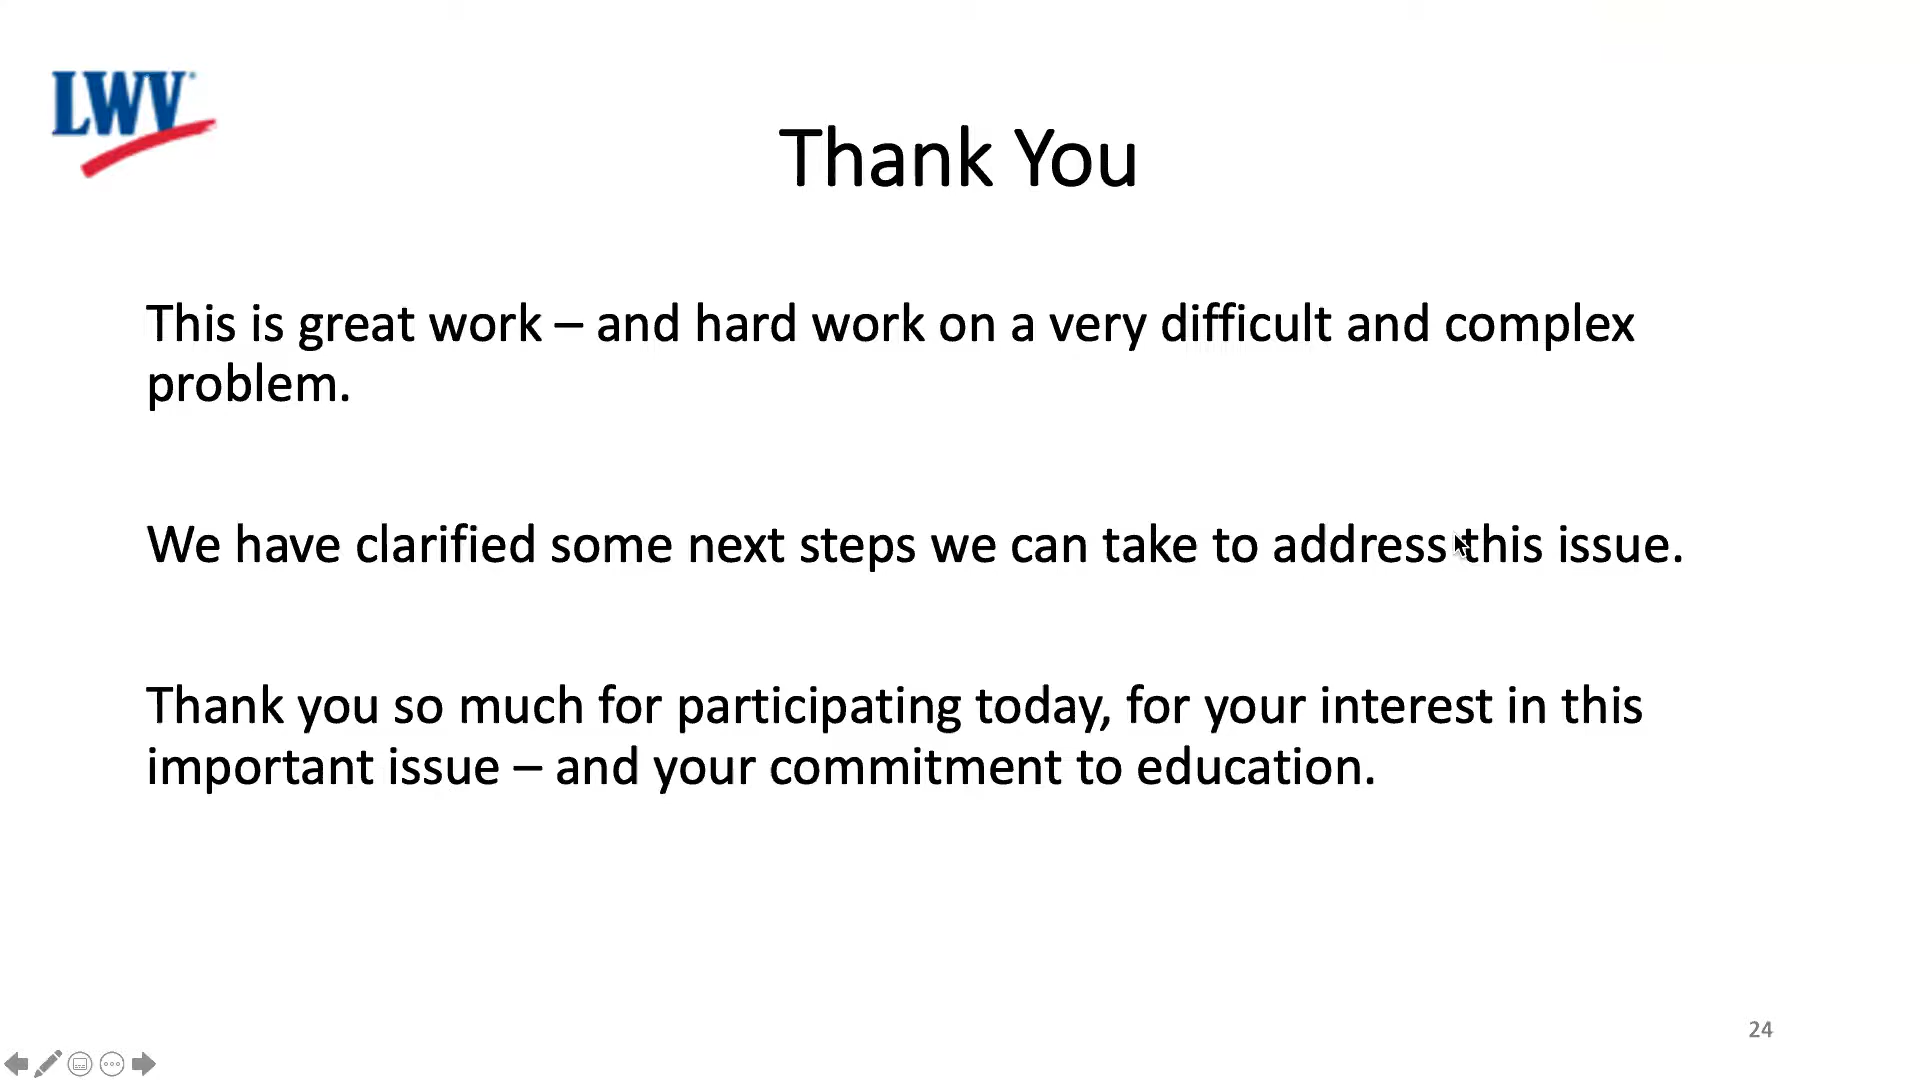 LWV
Thank You
This is great work – and hard work on a very difficult and complex
problem.
We have clarified some next steps we can take to address this issue.
Thank you so much for participating today, for your interest in this
important issue – and your commitment to education.
24